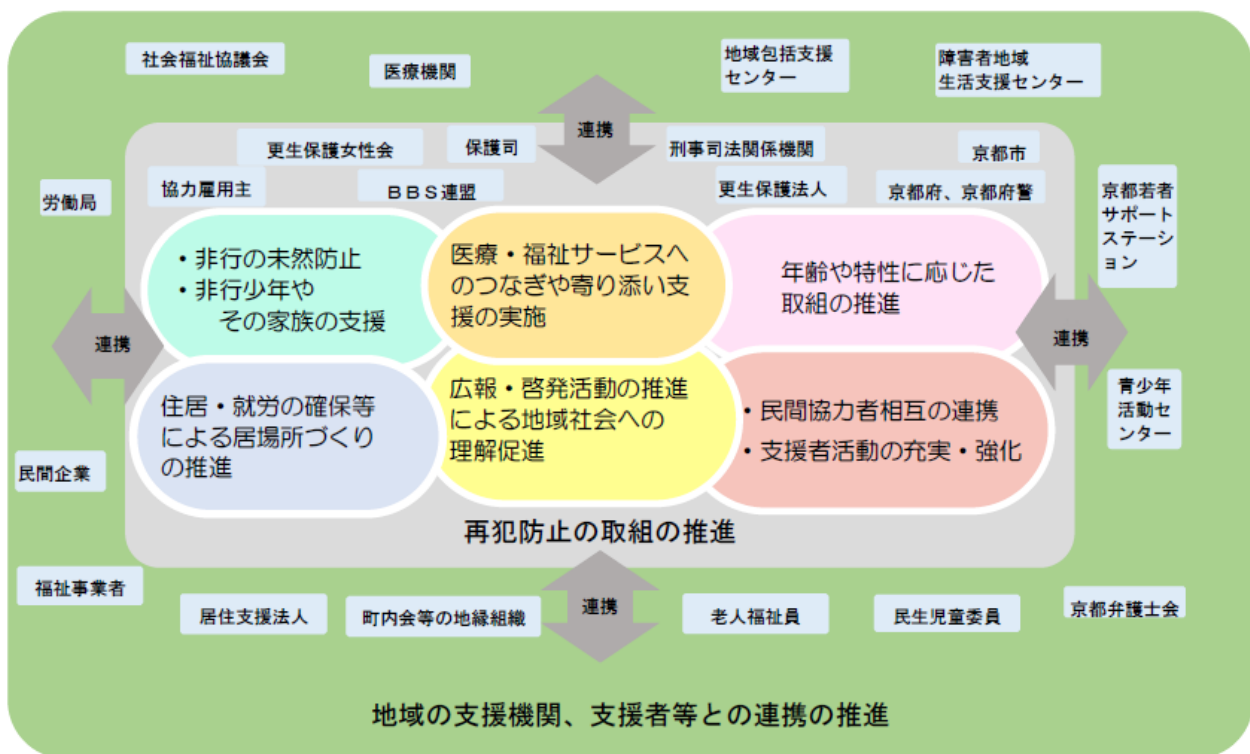 社会福祉協議会
医療機関
地域包括支援
センター
障害者地域
生活支援センター
連携
更生保護女性会
保護司
刑事司法関係機関
京都市
協力雇用主
ＢＢＳ連盟
更生保護法人
京都府、京都府警
労働局
京都若者
サポート
ステーシ
ョン
・非行の未然防止
・非行少年や
その家族の支援
医療・福祉サービスへ
のつなぎや寄り添い支
援の実施
年齢や特性に応じた
取組の推進
連携
連携
住居・就労の確保等
による居場所づくり
の推進
広報・啓発活動の推進
による地域社会への
理解促進
・民間協力者相互の連携
・支援者活動の充実・強化
青少年
活動セ
ンター
民間企業
再犯防止の取組の推進
福祉事業者
居住支援法人
町内会等の地縁組織
連携
老人福祉員
民生児童委員
京都弁護士会
地域の支援機関、支援者等との連携の推進